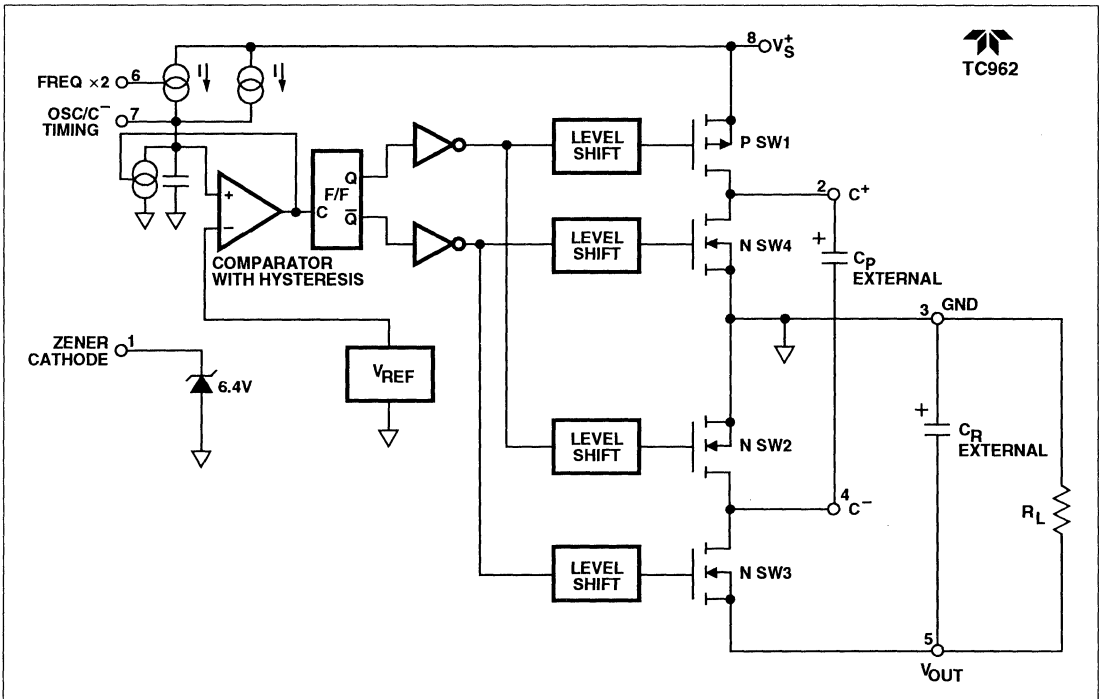 8 V+S
TC962
FREQ ×2 6
I
I
OSC/C− 7
TIMING
P SW1
LEVEL
SHIFT
Q
F/F
C
Q̅
+
−
2 C+
N SW4
LEVEL
SHIFT
+
CP
EXTERNAL
COMPARATOR
WITH HYSTERESIS
3 GND
ZENER 1
CATHODE
6.4V
VREF
+
CR
EXTERNAL
LEVEL
SHIFT
N SW2
4
C−
RL
LEVEL
SHIFT
N SW3
5
VOUT